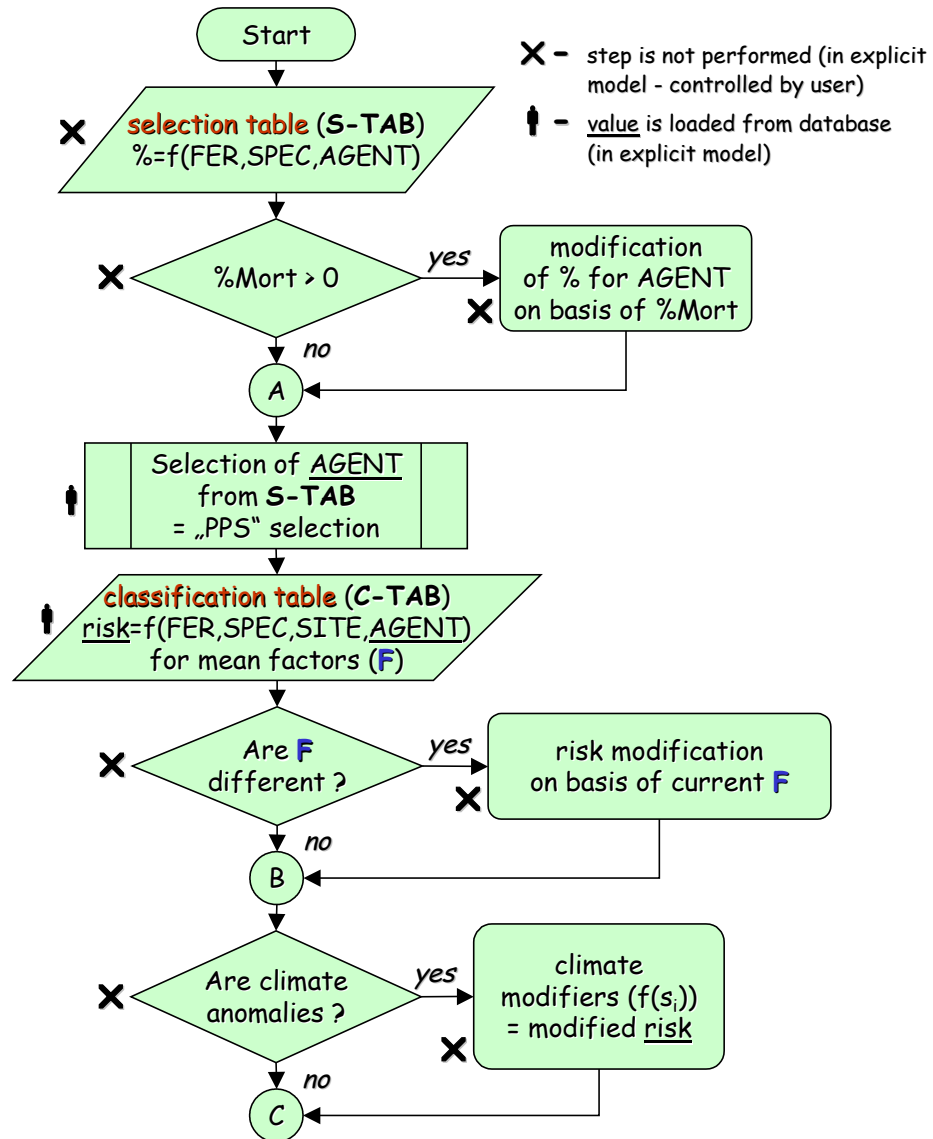 Start
✕ – step is not performed (in explicit
model - controlled by user)
– value is loaded from database
(in explicit model)
selection table (S-TAB)
%=f(FER,SPEC,AGENT)
%Mort > 0
yes
modification
of % for AGENT
on basis of %Mort
no
A
Selection of AGENT
from S-TAB
= „PPS“ selection
classification table (C-TAB)
risk=f(FER,SPEC,SITE,AGENT)
for mean factors (F)
Are F
different ?
yes
risk modification
on basis of current F
no
B
Are climate
anomalies ?
yes
climate
modifiers (f(sᵢ))
= modified risk
no
C